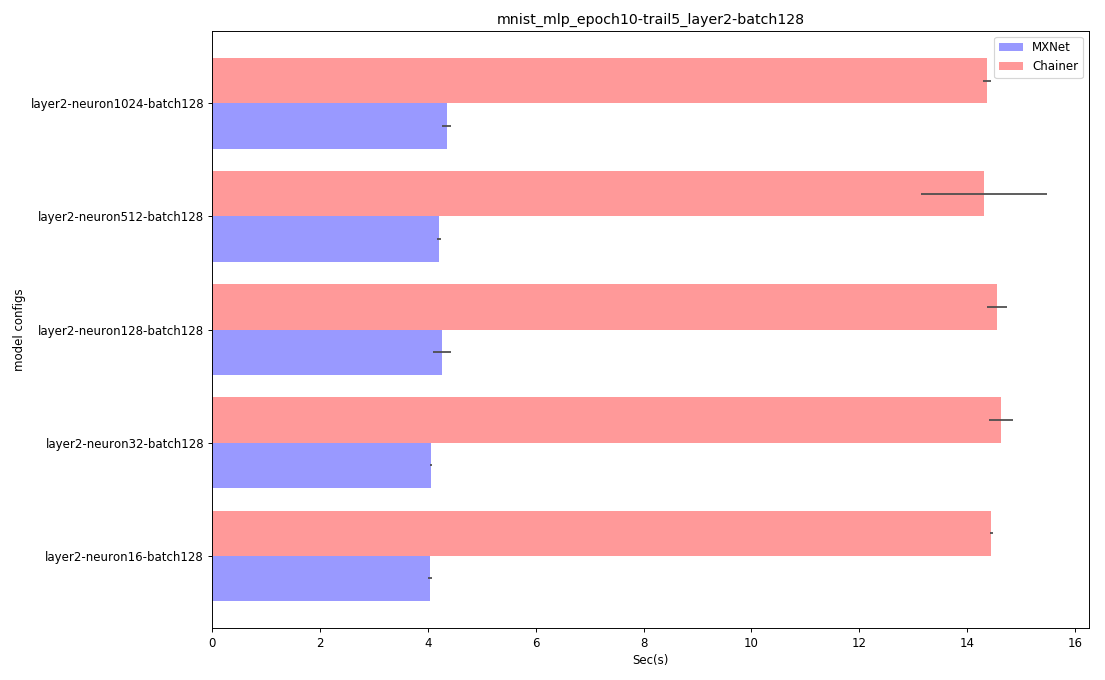 mnist_mlp_epoch10-trail5_layer2-batch128
MXNet
Chainer
layer2-neuron1024-batch128
layer2-neuron512-batch128
layer2-neuron128-batch128
layer2-neuron32-batch128
layer2-neuron16-batch128
model configs
0 2 4 6 8 10 12 14 16
Sec(s)